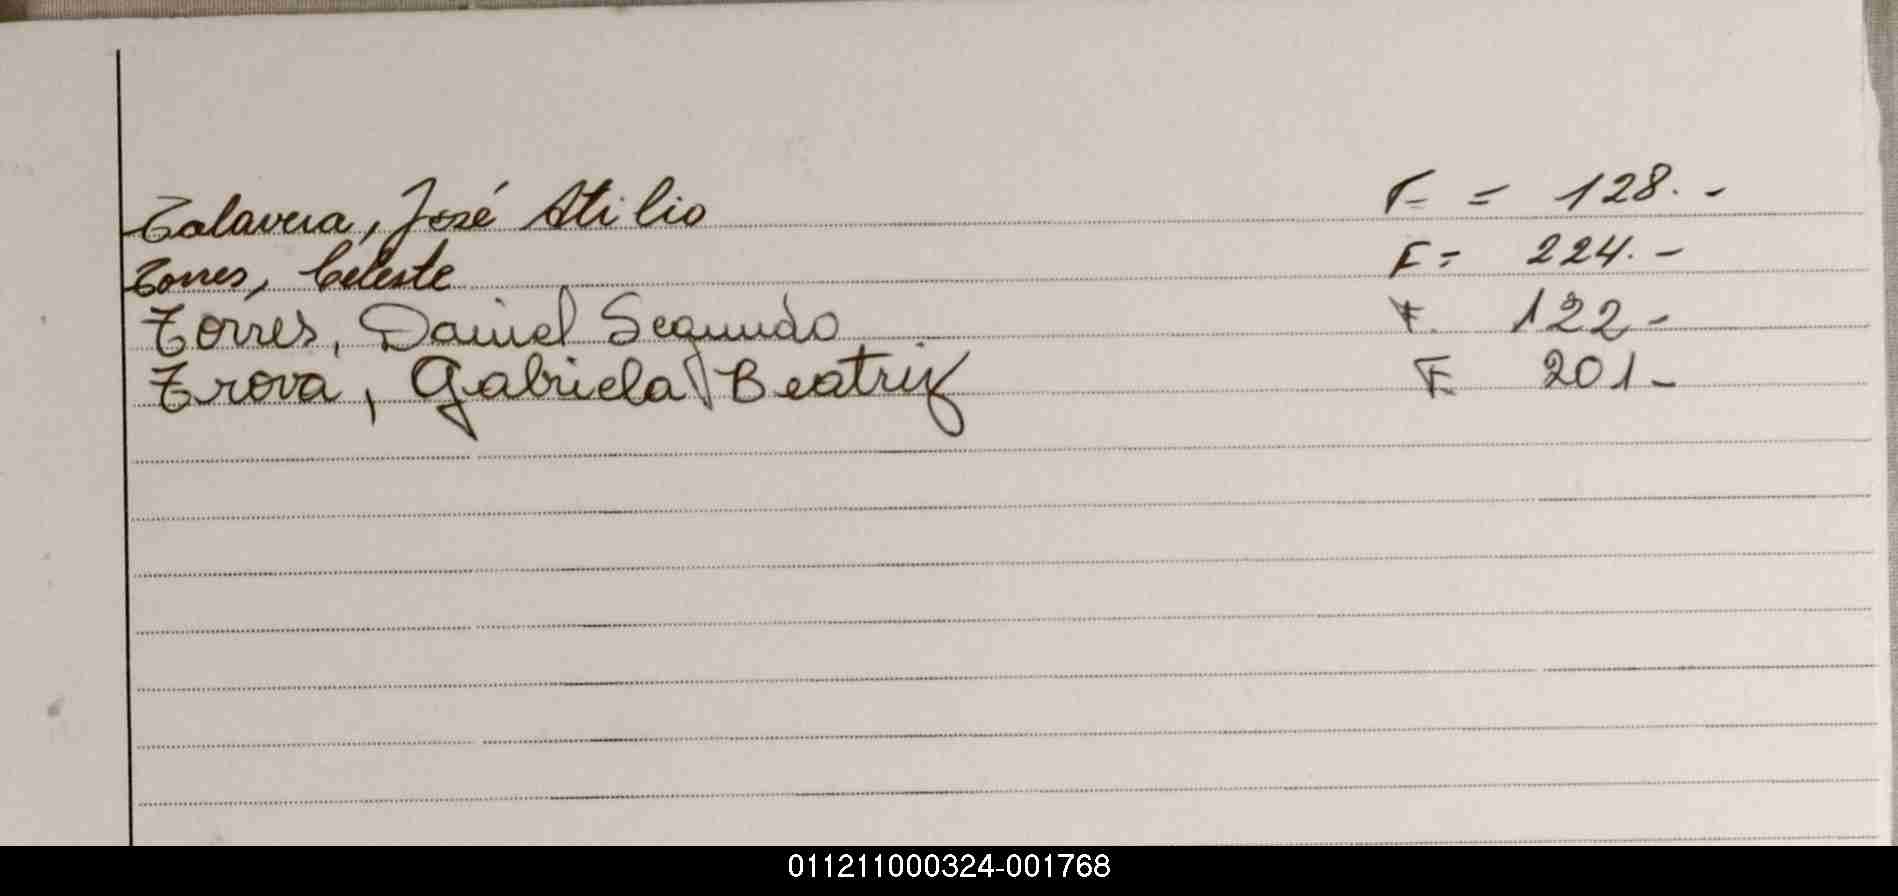 Talavera, José Atilio F = 128.-
Torres, Celeste F = 224.-
Torres, Daniel Segundo F. 122-
Trova, Gabriela Beatriz F. 201-
011211000324-001768